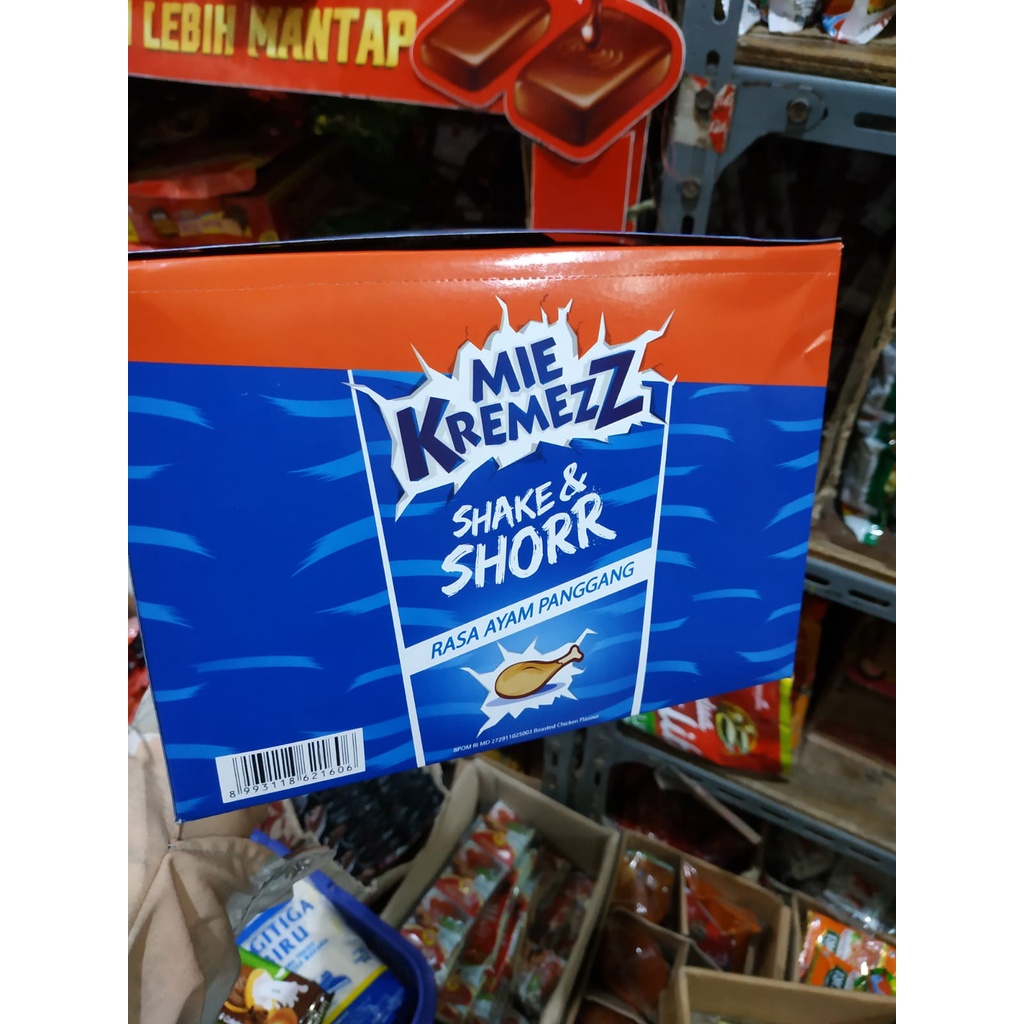 LEBIH MANTAP
MIE
KREMEZZ
SHAKE &
SHORR
RASA AYAM PANGGANG
BPOM RI MD 272911025003 Roasted Chicken Flavour
8 993118 621606
GITIGA